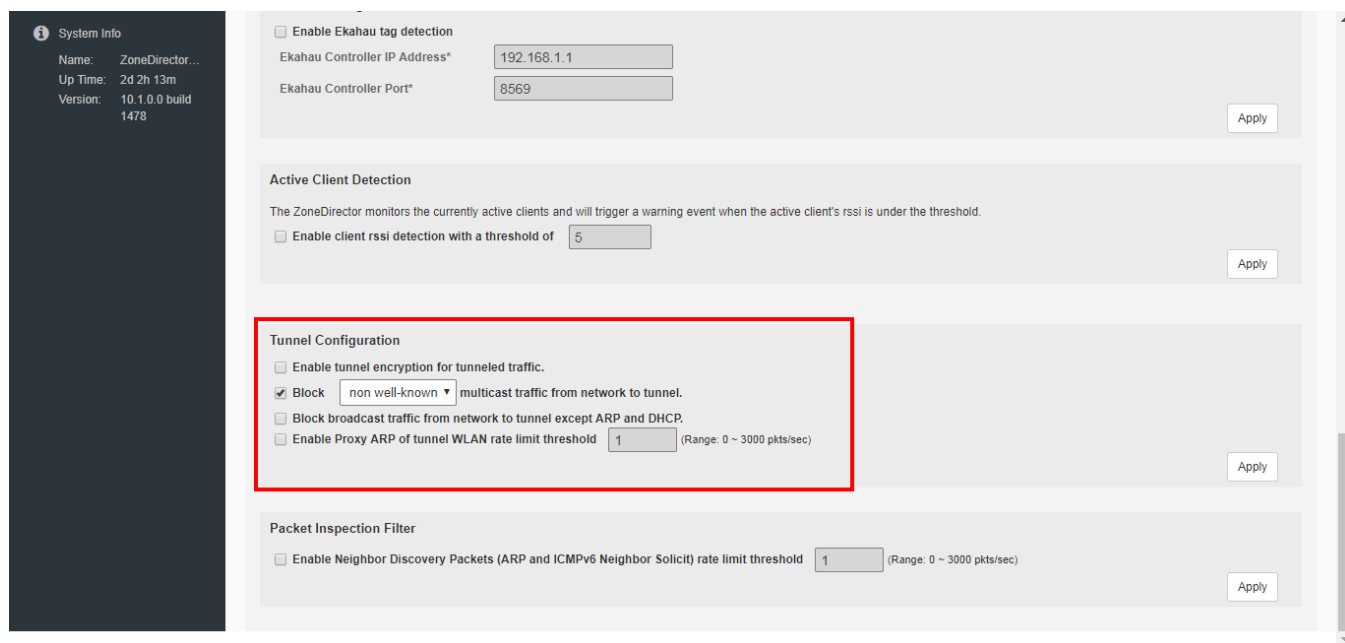 System Info
Name: ZoneDirector...
Up Time: 2d 2h 13m
Version: 10.1.0.0 build
1478
Enable Ekahau tag detection
Ekahau Controller IP Address* 192.168.1.1
Ekahau Controller Port* 8569
Apply
Active Client Detection
The ZoneDirector monitors the currently active clients and will trigger a warning event when the active client's rssi is under the threshold.
Enable client rssi detection with a threshold of 5
Apply
Tunnel Configuration
Enable tunnel encryption for tunneled traffic.
Block non well-known multicast traffic from network to tunnel.
Block broadcast traffic from network to tunnel except ARP and DHCP.
Enable Proxy ARP of tunnel WLAN rate limit threshold 1 (Range: 0 ~ 3000 pkts/sec)
Apply
Packet Inspection Filter
Enable Neighbor Discovery Packets (ARP and ICMPv6 Neighbor Solicit) rate limit threshold 1 (Range: 0 ~ 3000 pkts/sec)
Apply